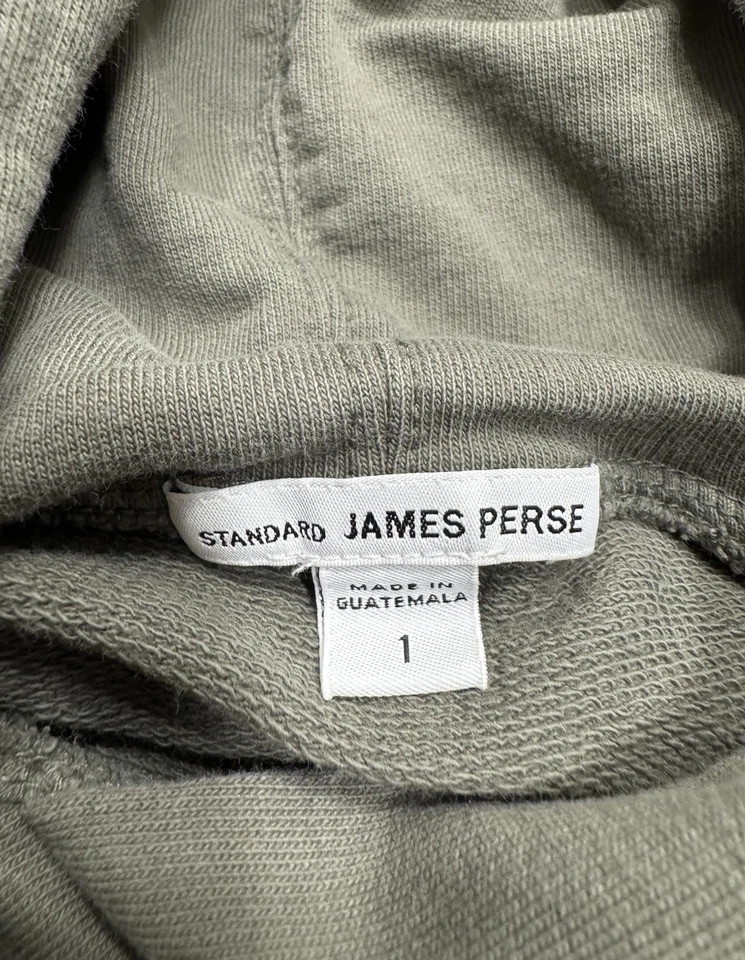 STANDARD JAMES PERSE
MADE IN
GUATEMALA
1